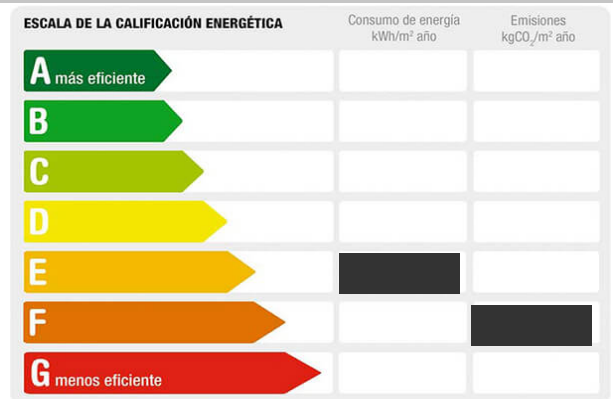 ESCALA DE LA CALIFICACIÓN ENERGÉTICA
Consumo de energía
kWh/m² año
Emisiones
kgCO₂/m² año
A más eficiente
B
C
D
E
F
G menos eficiente